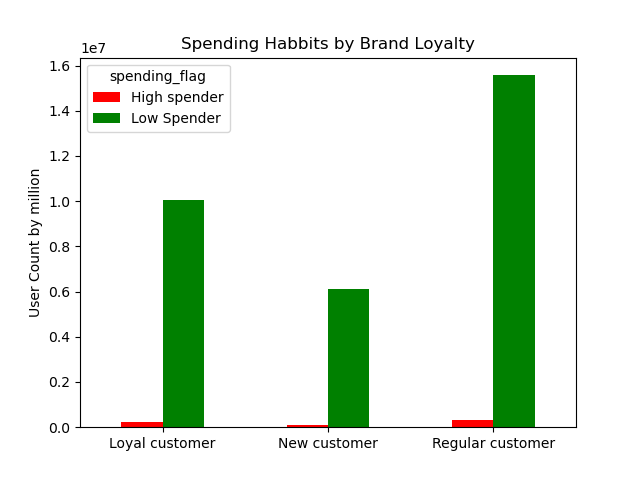 Spending Habbits by Brand Loyalty
1e7
spending_flag
High spender
Low Spender
User Count by million
1.6
1.4
1.2
1.0
0.8
0.6
0.4
0.2
0.0
Loyal customer
New customer
Regular customer